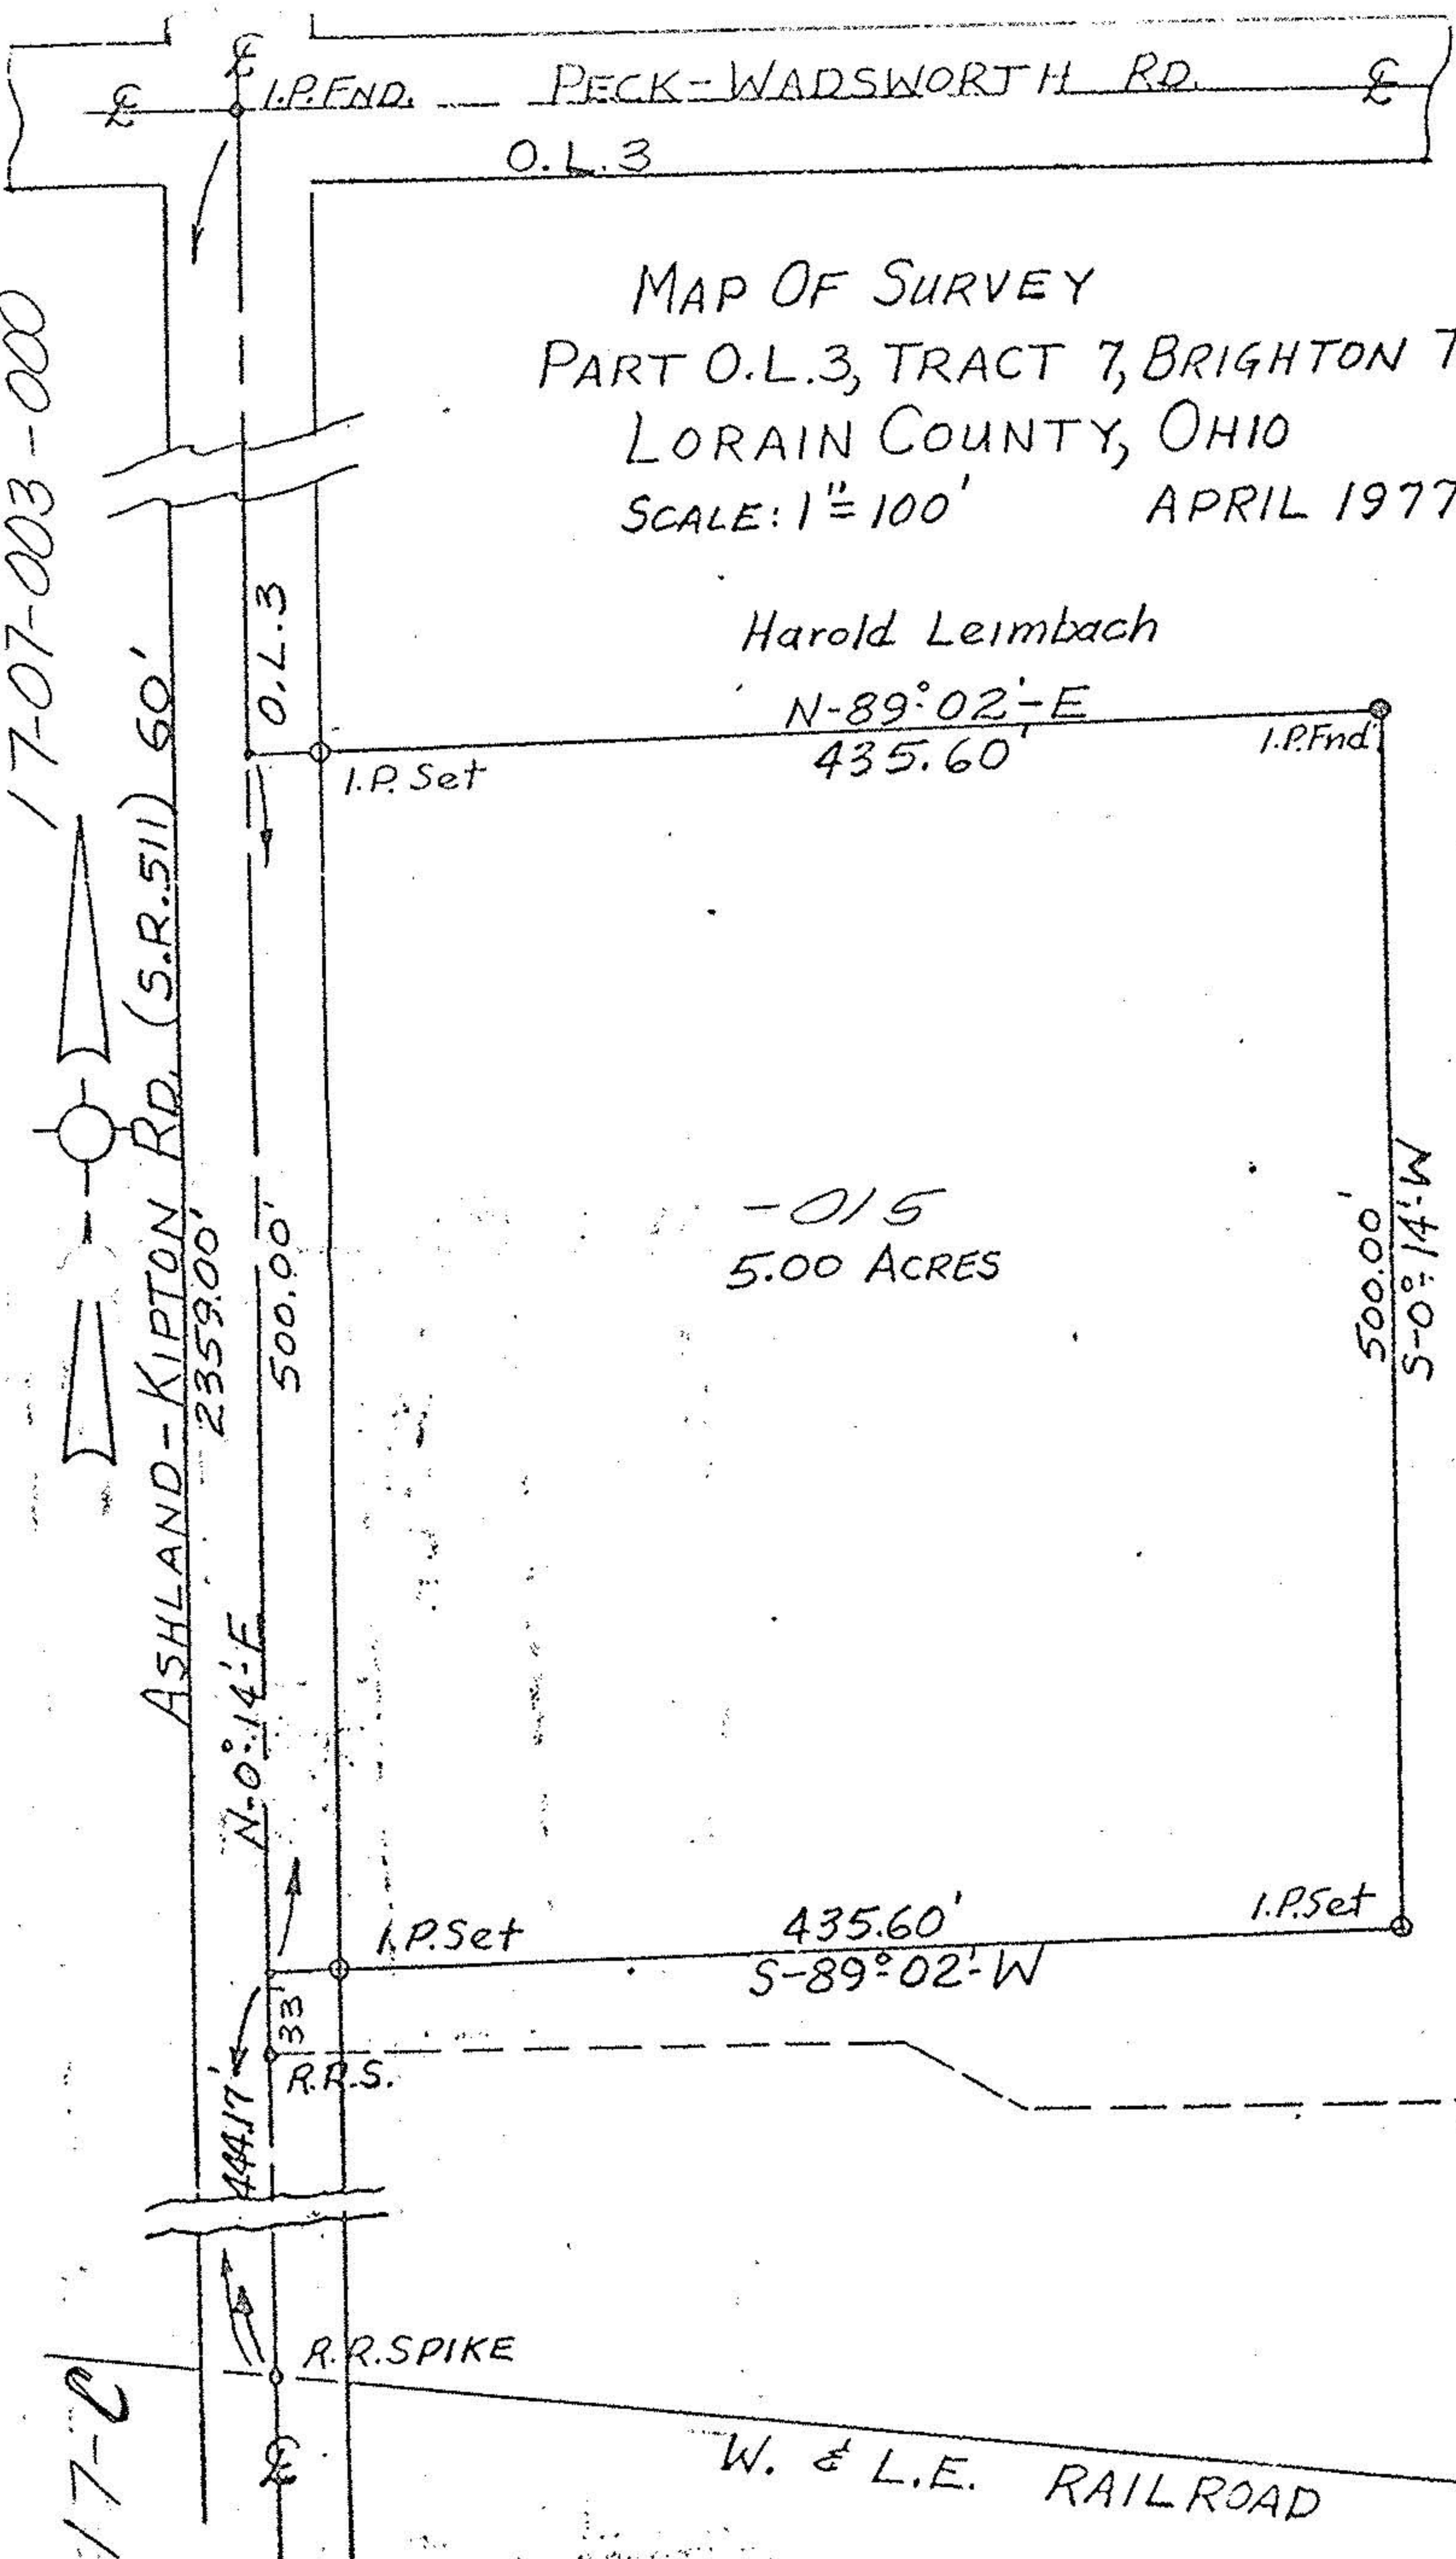 ℄
℄ I.P.FND. PECK-WADSWORTH RD. ℄
O.L.3
MAP OF SURVEY
PART O.L.3, TRACT 7, BRIGHTON
LORAIN COUNTY, OHIO
SCALE: 1"=100' APRIL 1977
17-07-003-000
O.L.3
Harold Leimbach
N-89°-02'-E
435.60'
I.P. Set
I.P.Fnd.
ASHLAND-KIPTON RD. (S.R.511) 60'
2359.00'
500.00'
N-0°-14'-E
-015
5.00 ACRES
500.00'
S-0°-14'-W
I.P.Set
435.60'
S-89°-02'-W
I.P.Set
33'
R.R.S.
444.17'
R.R.SPIKE
℄
17-C
W. & L.E. RAILROAD